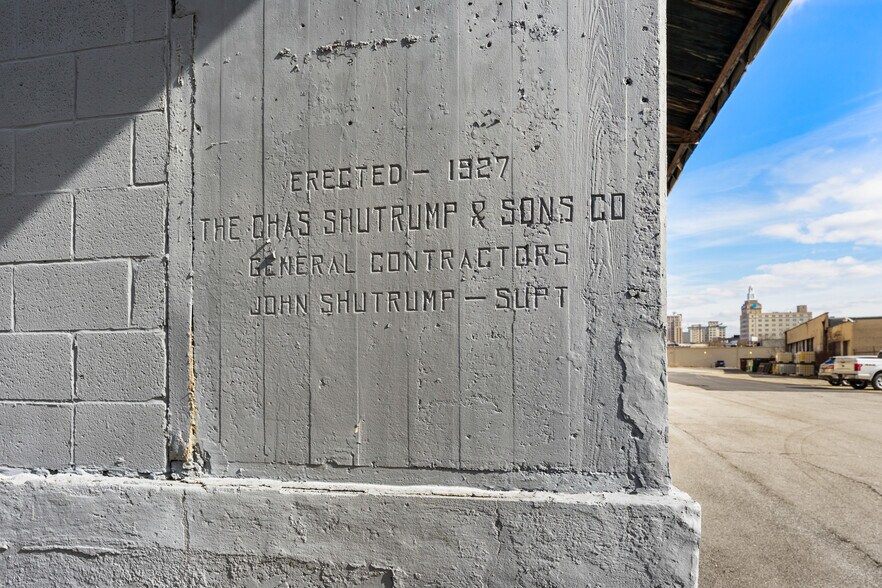 ERECTED - 1927
THE CHAS SHUTRUMP & SONS CO
GENERAL CONTRACTORS
JOHN SHUTRUMP - SUPT